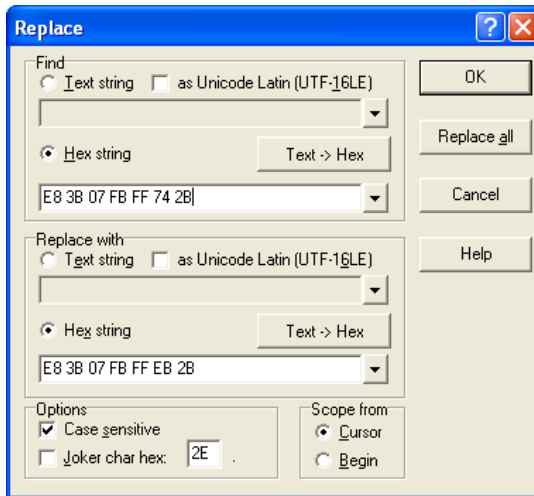 Replace
Find
Text string as Unicode Latin (UTF-16LE)
OK
Hex string Text -> Hex
Replace all
E8 3B 07 FB FF 74 2B
Cancel
Replace with
Text string as Unicode Latin (UTF-16LE)
Help
Hex string Text -> Hex
E8 3B 07 FB FF EB 2B
Options
Case sensitive
Joker char hex: 2E .
Scope from
Cursor
Begin